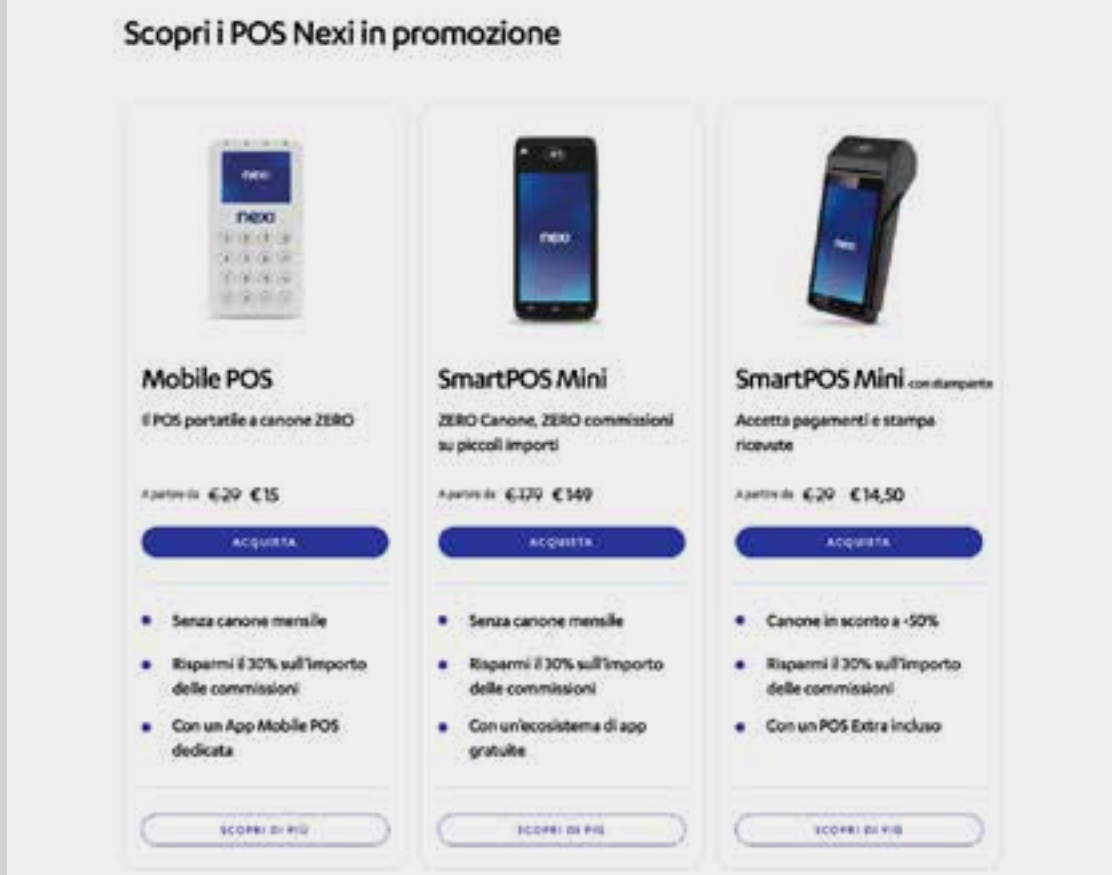 Scopri i POS Nexi in promozione
nexi
nexi
nexi
nexi
Mobile POS
Il POS portatile a canone ZERO
A partire da €29 €15
ACQUISTA
Senza canone mensile
Risparmi il 30% sull'importo
delle commissioni
Con un App Mobile POS
dedicata
SCOPRI DI PIÙ
SmartPOS Mini
ZERO Canone, ZERO commissioni
su piccoli importi
A partire da €179 €149
ACQUISTA
Senza canone mensile
Risparmi il 30% sull'importo
delle commissioni
Con un'ecosistema di app
gratuite
SCOPRI DI PIÙ
SmartPOS Mini con stampante
Accetta pagamenti e stampa
ricevute
A partire da €29 €14,50
ACQUISTA
Canone in sconto a -50%
Risparmi il 30% sull'importo
delle commissioni
Con un POS Extra incluso
SCOPRI DI PIÙ